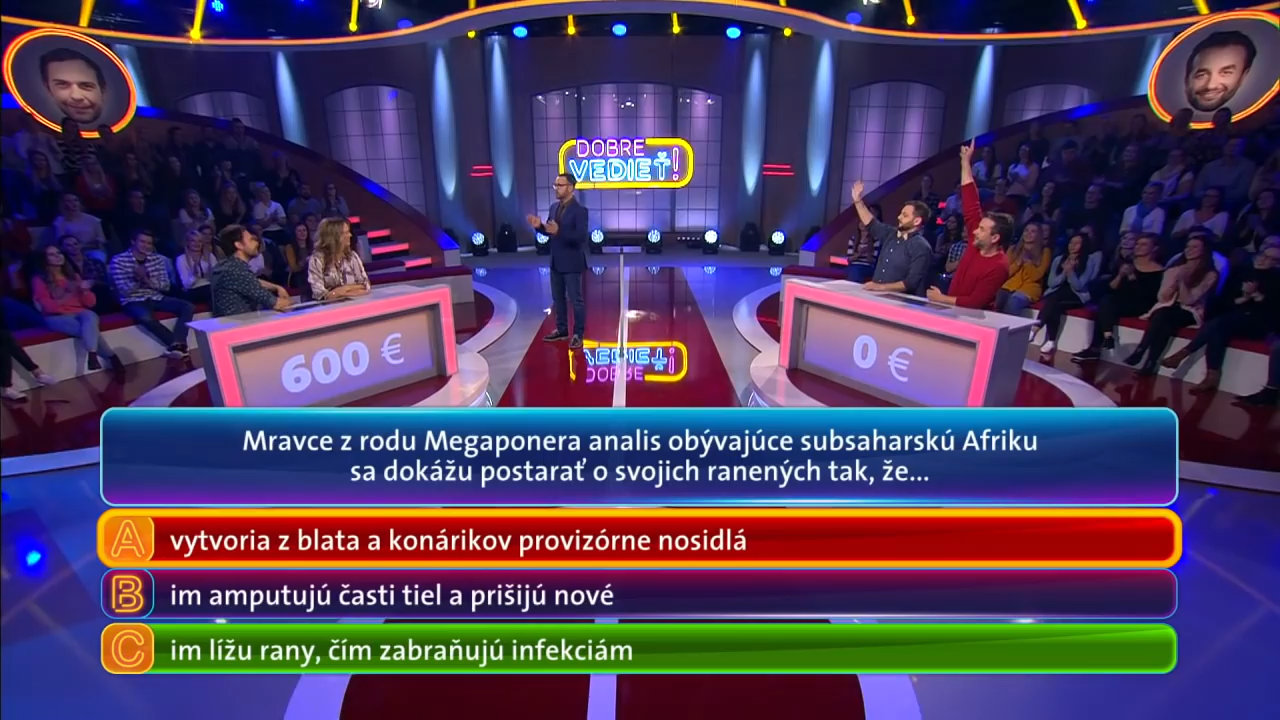 DOBRE
VEDIEŤ!
600 €
0 €
Mravce z rodu Megaponera analis obývajúce subsaharskú Afriku
sa dokážu postarať o svojich ranených tak, že...
A vytvoria z blata a konárikov provizórne nosidlá
B im amputujú časti tiel a prišijú nové
C im lížu rany, čím zabraňujú infekciám